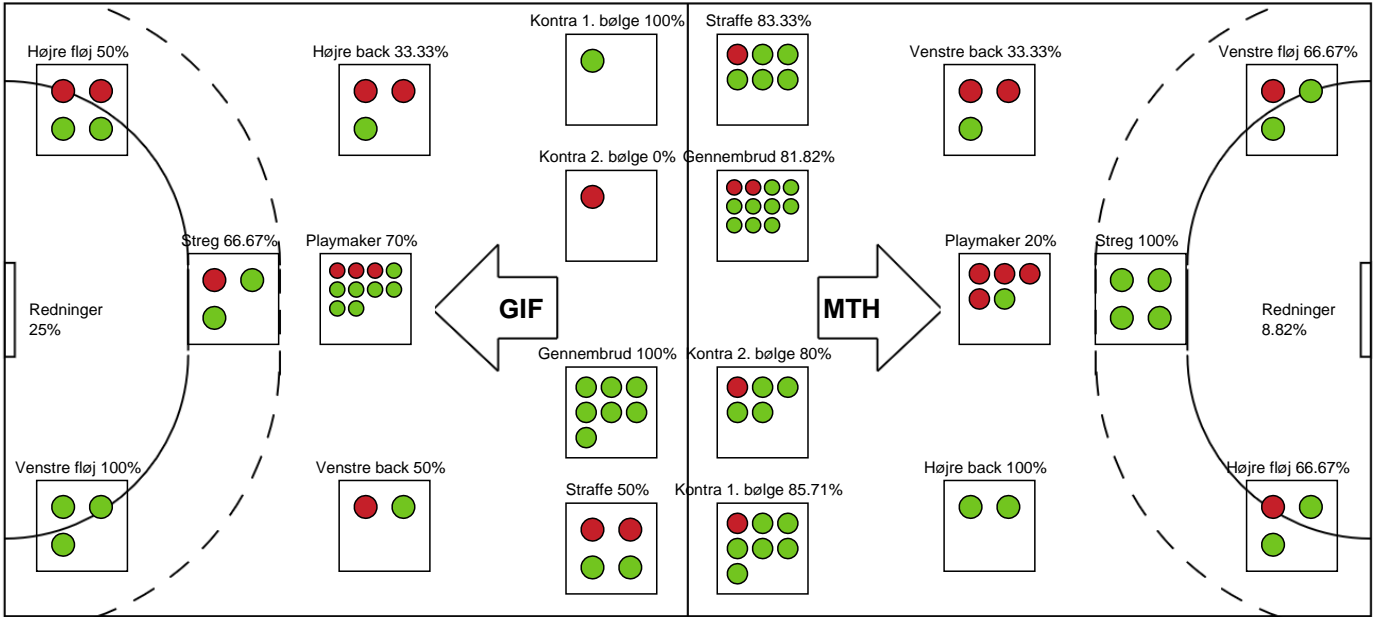 Kontra 1. bølge 100%
Straffe 83.33%
Højre fløj 50%
Højre back 33.33%
Venstre back 33.33%
Venstre fløj 66.67%
Kontra 2. bølge 0%
Gennembrud 81.82%
Streg 66.67%
Playmaker 70%
Playmaker 20%
Streg 100%
Redninger
25%
GIF
MTH
Redninger
8.82%
Gennembrud 100%
Kontra 2. bølge 80%
Venstre fløj 100%
Venstre back 50%
Straffe 50%
Kontra 1. bølge 85.71%
Højre back 100%
Højre fløj 66.67%